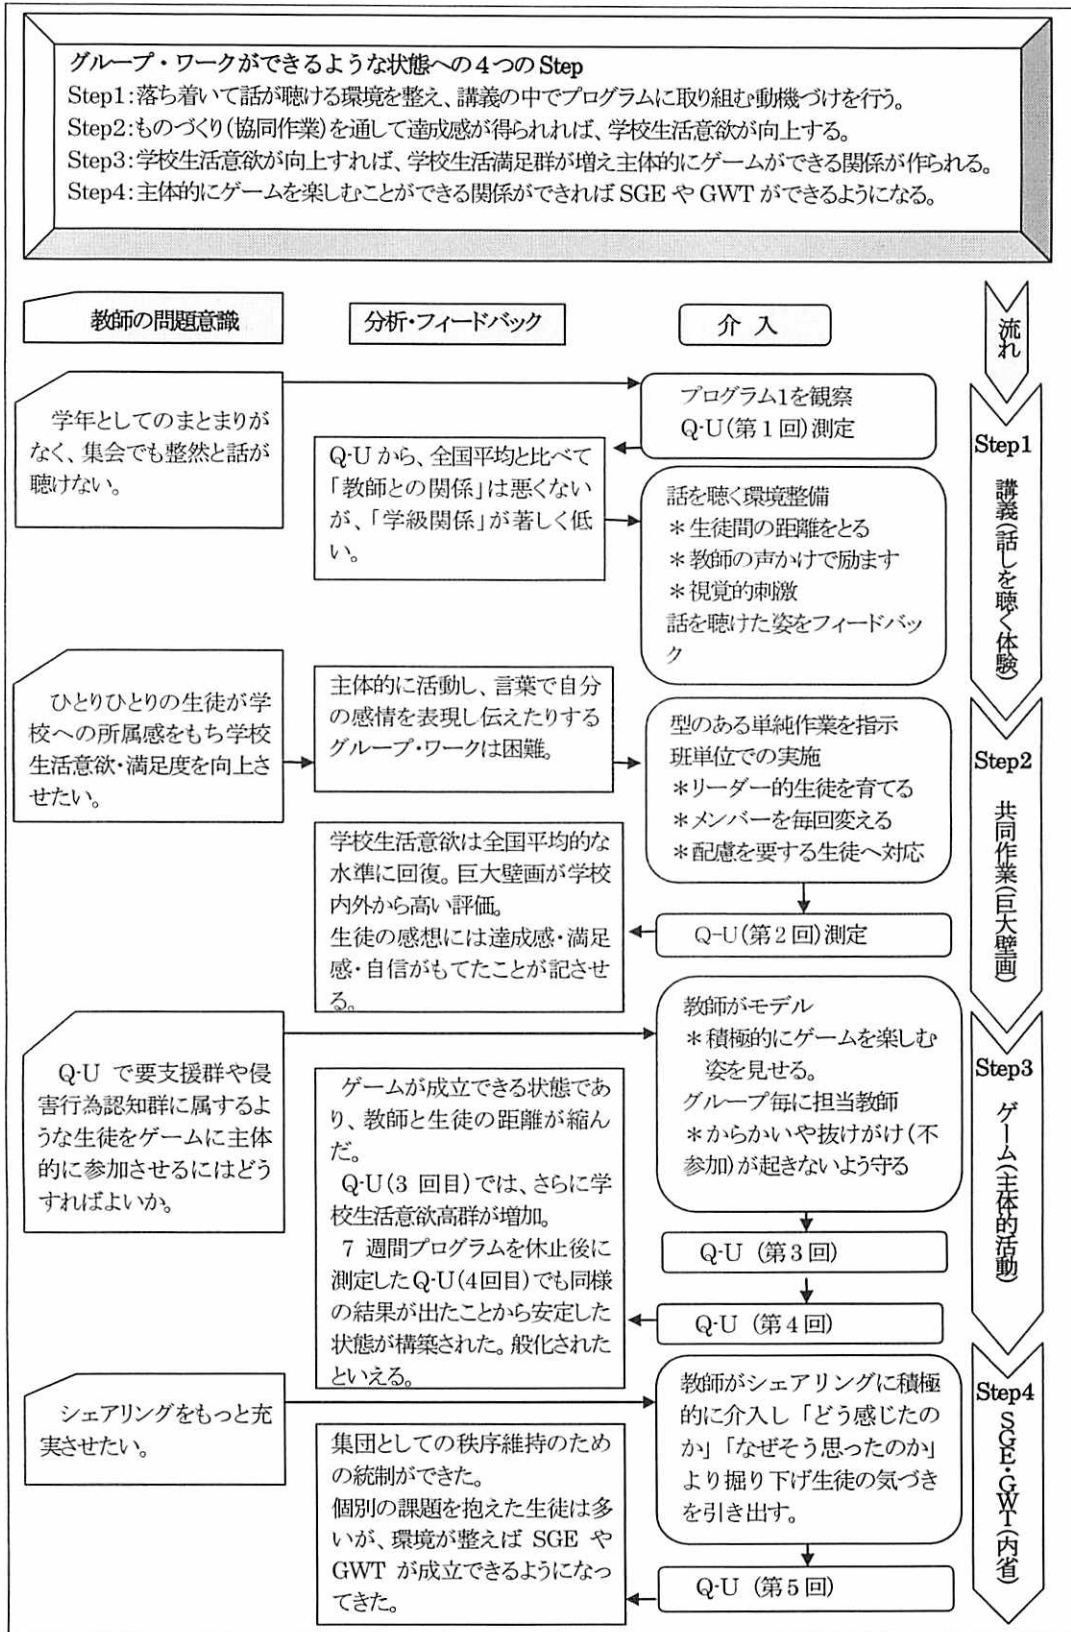 グループ・ワークができるような状態への4つのStep
Step1:落ち着いて話が聴ける環境を整え、講義の中でプログラムに取り組む動機づけを行う。
Step2:ものづくり(協同作業)を通して達成感が得られれば、学校生活意欲が向上する。
Step3:学校生活意欲が向上すれば、学校生活満足群が増え主体的にゲームができる関係が作られる。
Step4:主体的にゲームを楽しむことができる関係ができれば SGE や GWT ができるようになる。
教師の問題意識
分析・フィードバック
介 入
流れ
学年としてのまとまりが
なく、集会でも整然と話が
聴けない。
プログラム1を観察
Q-U(第1回)測定
Q-U から、全国平均と比べて
「教師との関係」は悪くない
が、「学級関係」が著しく低
い。
話を聴く環境整備
＊生徒間の距離をとる
＊教師の声かけで励ます
＊視覚的刺激
話を聴けた姿をフィードバッ
ク
Step1
講義(話しを聴く体験)
ひとりひとりの生徒が学
校への所属感をもち学校
生活意欲・満足度を向上さ
せたい。
主体的に活動し、言葉で自分
の感情を表現し伝えたりする
グループ・ワークは困難。
型のある単純作業を指示
班単位での実施
＊リーダー的生徒を育てる
＊メンバーを毎回変える
＊配慮を要する生徒へ対応
Step2
共同作業(巨大壁画)
学校生活意欲は全国平均的な
水準に回復。巨大壁画が学校
内外から高い評価。
生徒の感想には達成感・満足
感・自信がもてたことが記させ
る。
Q-U(第2回)測定
Q-U で要支援群や侵
害行為認知群に属するよ
うな生徒をゲームに主体
的に参加させるにはどう
すればよいか。
教師がモデル
＊積極的にゲームを楽しむ
姿を見せる。
グループ毎に担当教師
＊からかいや抜けがけ(不
参加)が起きないよう守る
Step3
ゲーム(主体的活動)
ゲームが成立できる状態であ
り、教師と生徒の距離が縮ん
だ。
Q-U(3 回目)では、さらに学
校生活意欲高群が増加。
7 週間プログラムを休止後に
測定した Q-U(4回目)でも同様
の結果が出たことから安定した
状態が構築された。般化された
といえる。
Q-U (第3回)
Q-U (第4回)
シェアリングをもっと充
実させたい。
教師がシェアリングに積極
的に介入し「どう感じたの
か」「なぜそう思ったのか」
より掘り下げ生徒の気づき
を引き出す。
Step4
SGE・GWT(内省)
集団としての秩序維持のため
の統制ができた。
個別の課題を抱えた生徒は多
いが、環境が整えば SGE や
GWT が成立できるようになっ
てきた。
Q-U (第5回)